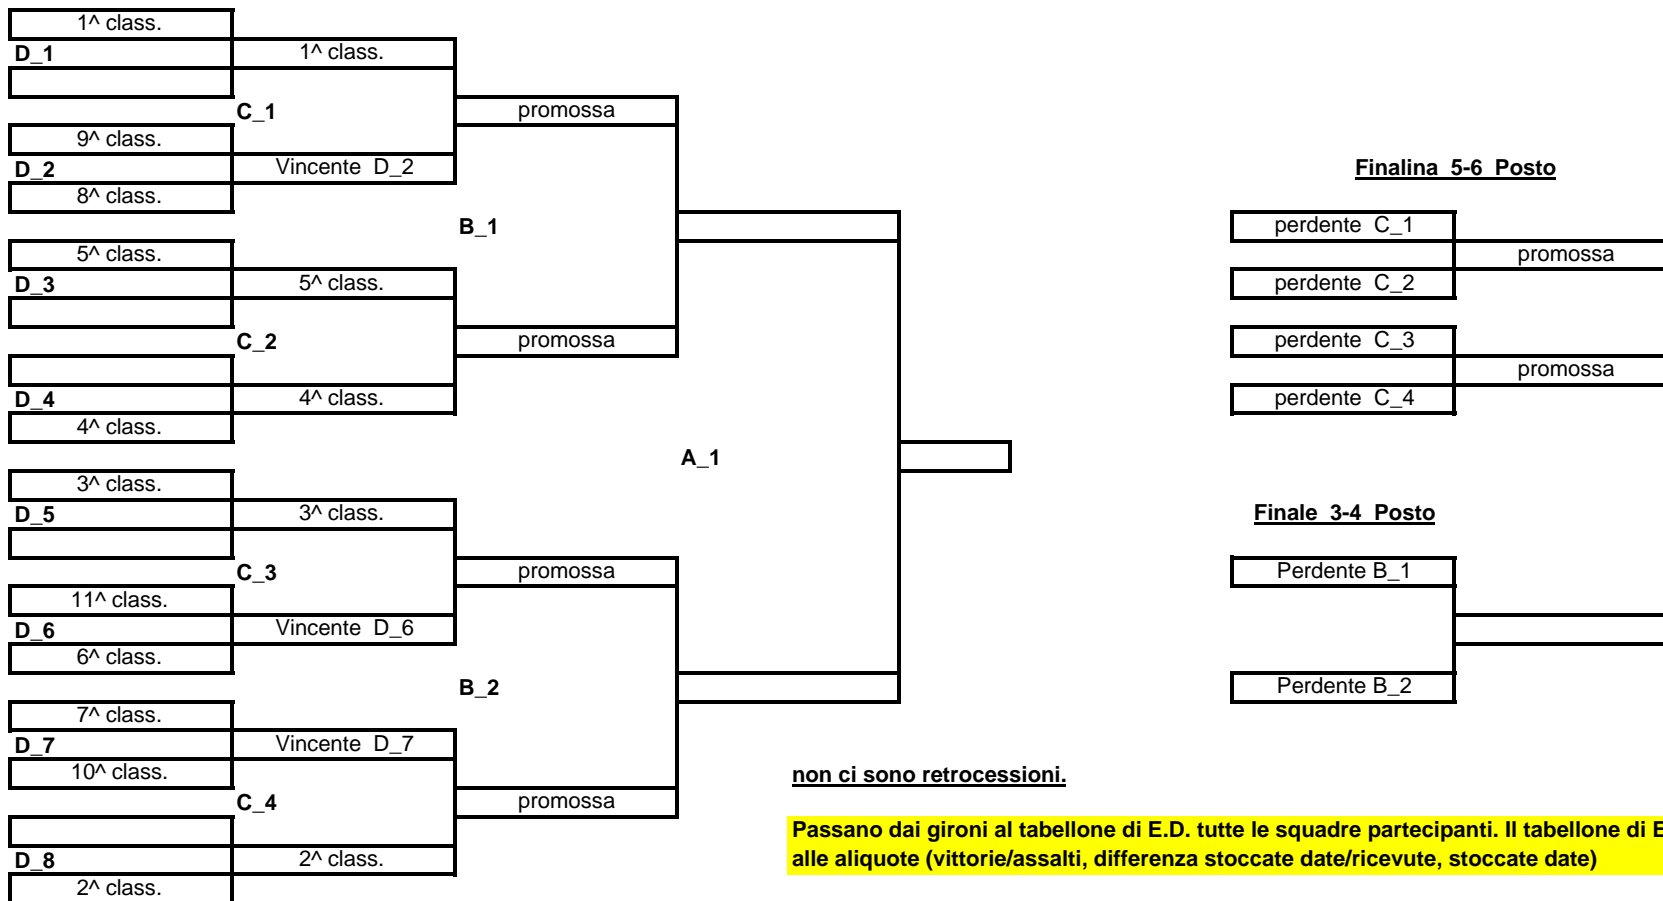 1^ class.
D_1
1^ class.
C_1
promossa
9^ class.
D_2
Vincente D_2
8^ class.
B_1
5^ class.
D_3
5^ class.
C_2
promossa
D_4
4^ class.
4^ class.
A_1
3^ class.
D_5
3^ class.
C_3
promossa
11^ class.
D_6
Vincente D_6
6^ class.
B_2
7^ class.
D_7
Vincente D_7
10^ class.
C_4
promossa
D_8
2^ class.
2^ class.
Finalina 5-6 Posto
perdente C_1
promossa
perdente C_2
perdente C_3
promossa
perdente C_4
Finale 3-4 Posto
Perdente B_1
Perdente B_2
non ci sono retrocessioni.
Passano dai gironi al tabellone di E.D. tutte le squadre partecipanti. Il tabellone di
alle aliquote (vittorie/assalti, differenza stoccate date/ricevute, stoccate date)